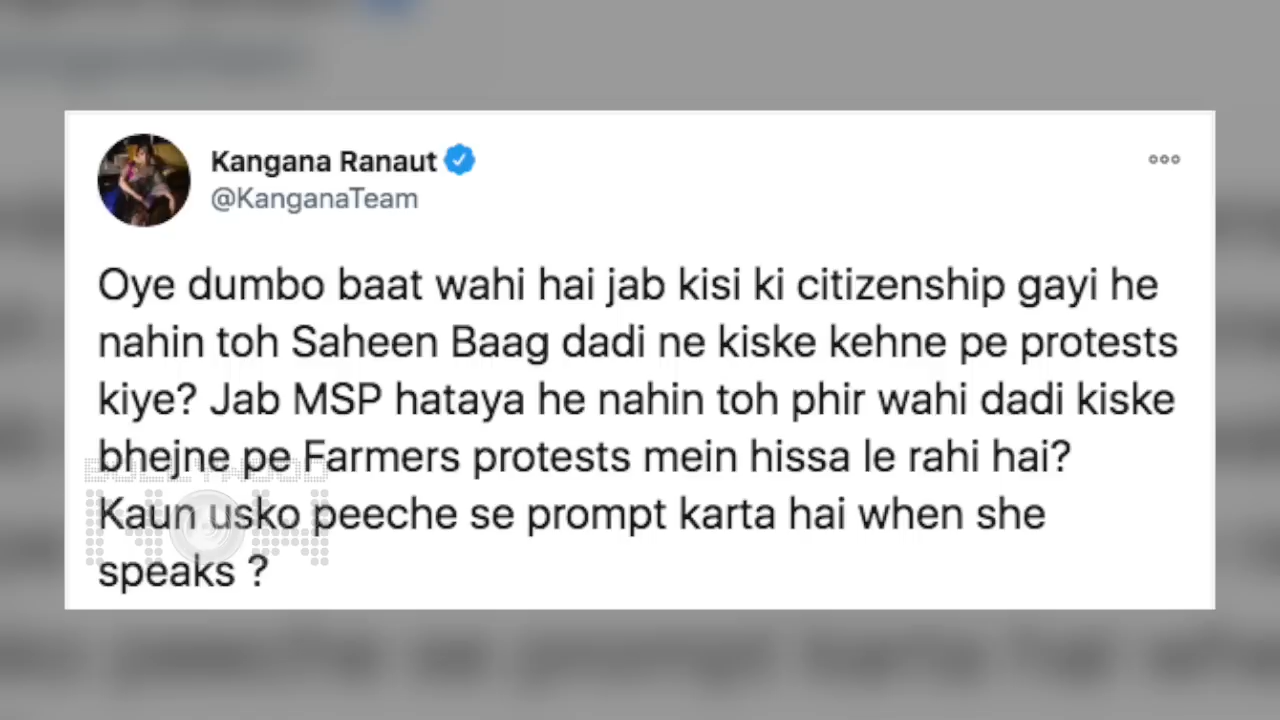 Kangana Ranaut
@KanganaTeam
Oye dumbo baat wahi hai jab kisi ki citizenship gayi he
nahin toh Saheen Baag dadi ne kiske kehne pe protests
kiye? Jab MSP hataya he nahin toh phir wahi dadi kiske
bhejne pe Farmers protests mein hissa le rahi hai?
Kaun usko peeche se prompt karta hai when she
speaks ?
BOLLYWOOD
NOW